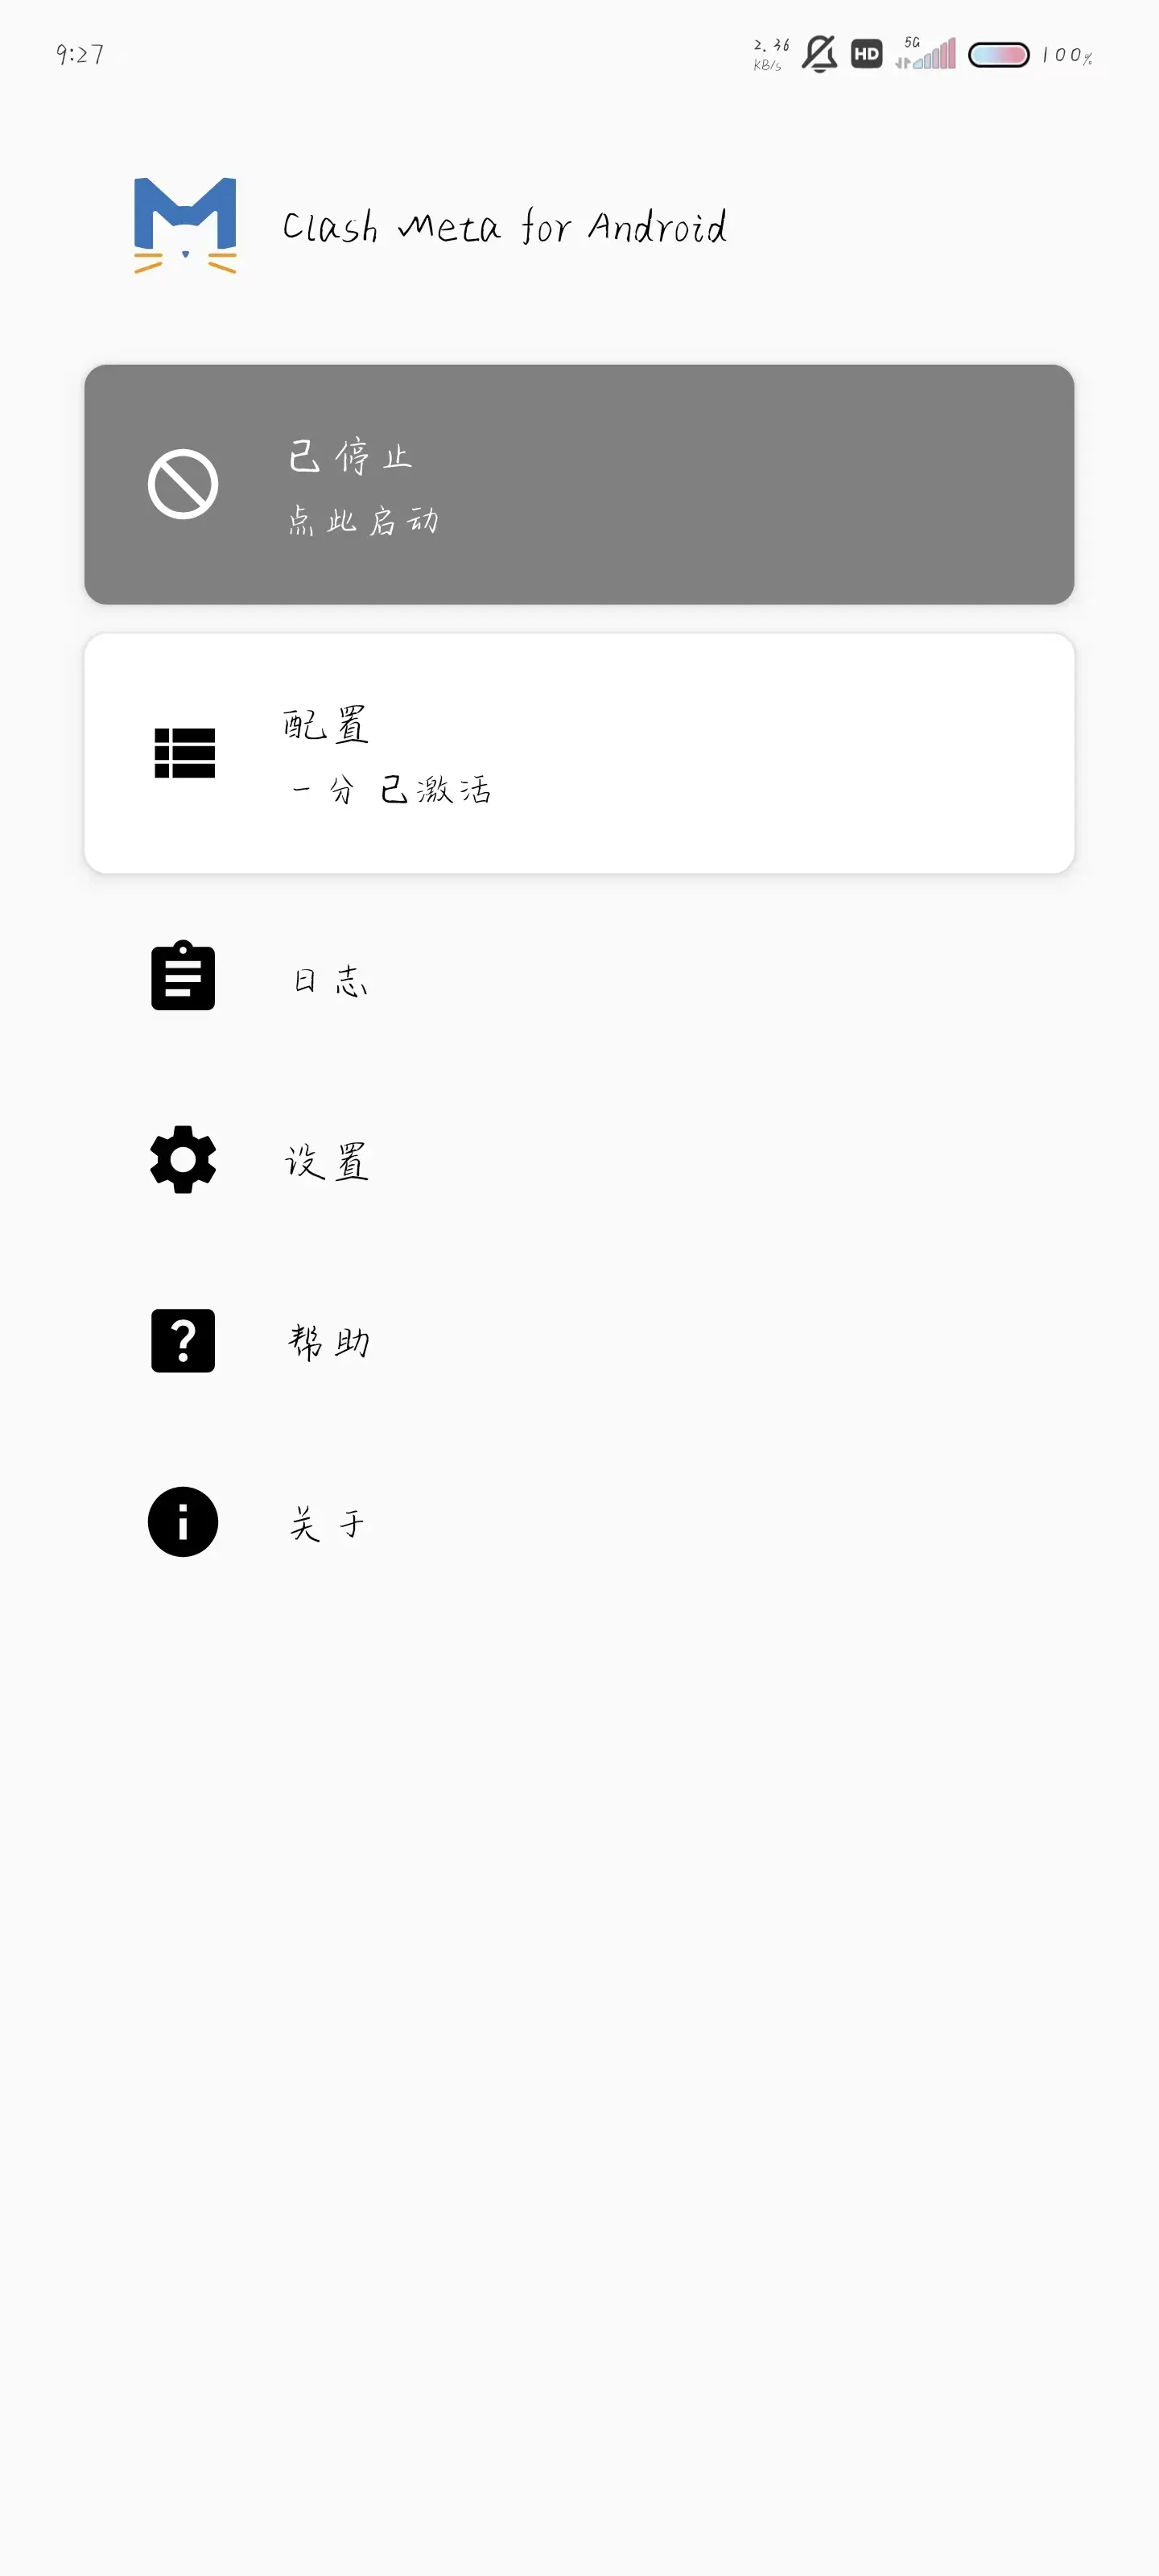 9:27
2.36
KB/s
HD
5G
100%
Clash Meta for Android
已停止
点此启动
配置
一分 已激活
日志
设置
帮助
关于